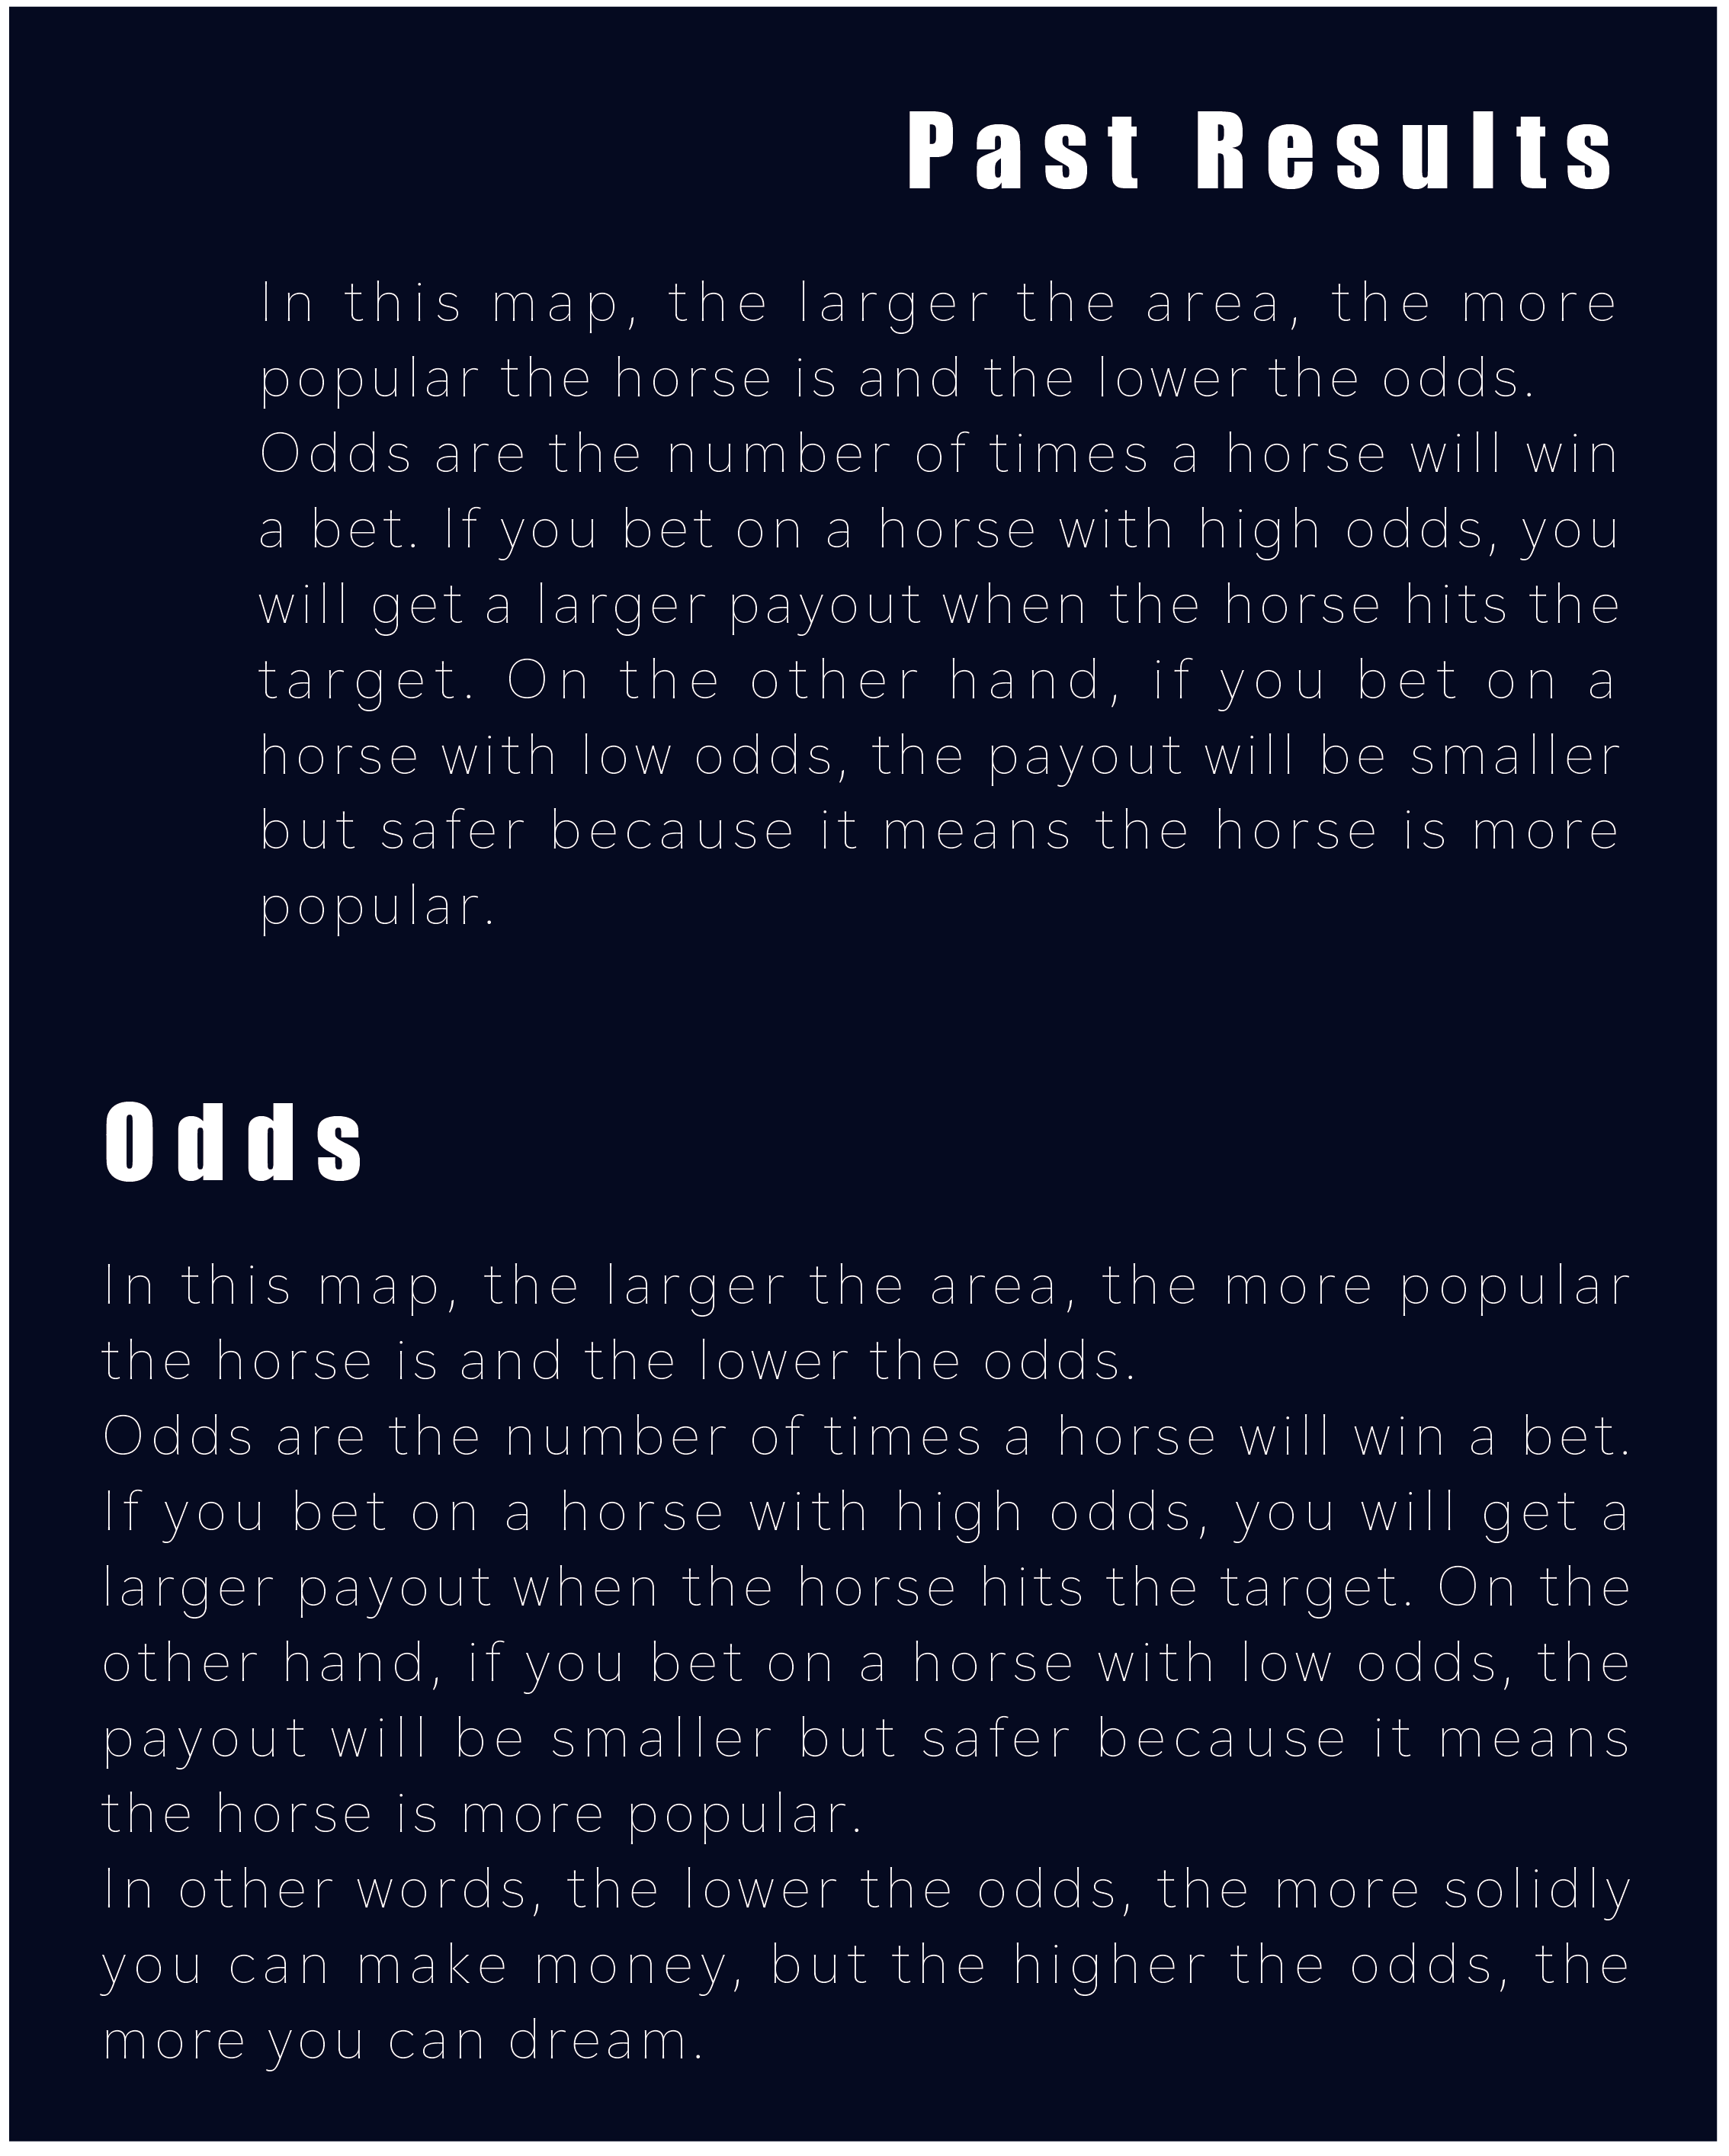 Past Results
In this map, the larger the area, the more
popular the horse is and the lower the odds.
Odds are the number of times a horse will win
a bet. If you bet on a horse with high odds, you
will get a larger payout when the horse hits the
target. On the other hand, if you bet on a
horse with low odds, the payout will be smaller
but safer because it means the horse is more
popular.
Odds
In this map, the larger the area, the more popular
the horse is and the lower the odds.
Odds are the number of times a horse will win a bet.
If you bet on a horse with high odds, you will get a
larger payout when the horse hits the target. On the
other hand, if you bet on a horse with low odds, the
payout will be smaller but safer because it means
the horse is more popular.
In other words, the lower the odds, the more solidly
you can make money, but the higher the odds, the
more you can dream.